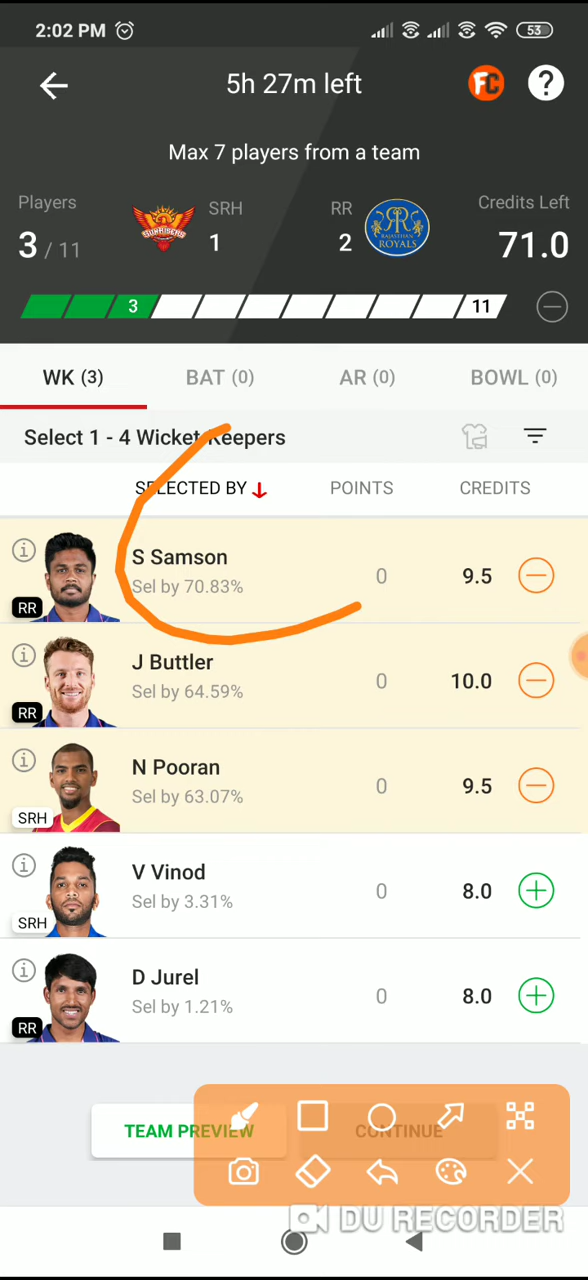 2:02 PM
53
5h 27m left
FC
?
Max 7 players from a team
Players
SRH
RR
Credits Left
3 / 11
1
2
71.0
SUNRISERS
RAJASTHAN ROYALS
3
11
WK (3)
BAT (0)
AR (0)
BOWL (0)
Select 1 - 4 Wicket Keepers
SELECTED BY
POINTS
CREDITS
S Samson
Sel by 70.83%
0
9.5
RR
J Buttler
Sel by 64.59%
0
10.0
RR
N Pooran
Sel by 63.07%
0
9.5
SRH
V Vinod
Sel by 3.31%
0
8.0
SRH
D Jurel
Sel by 1.21%
0
8.0
RR
TEAM PREVIEW
CONTINUE
DU RECORDER